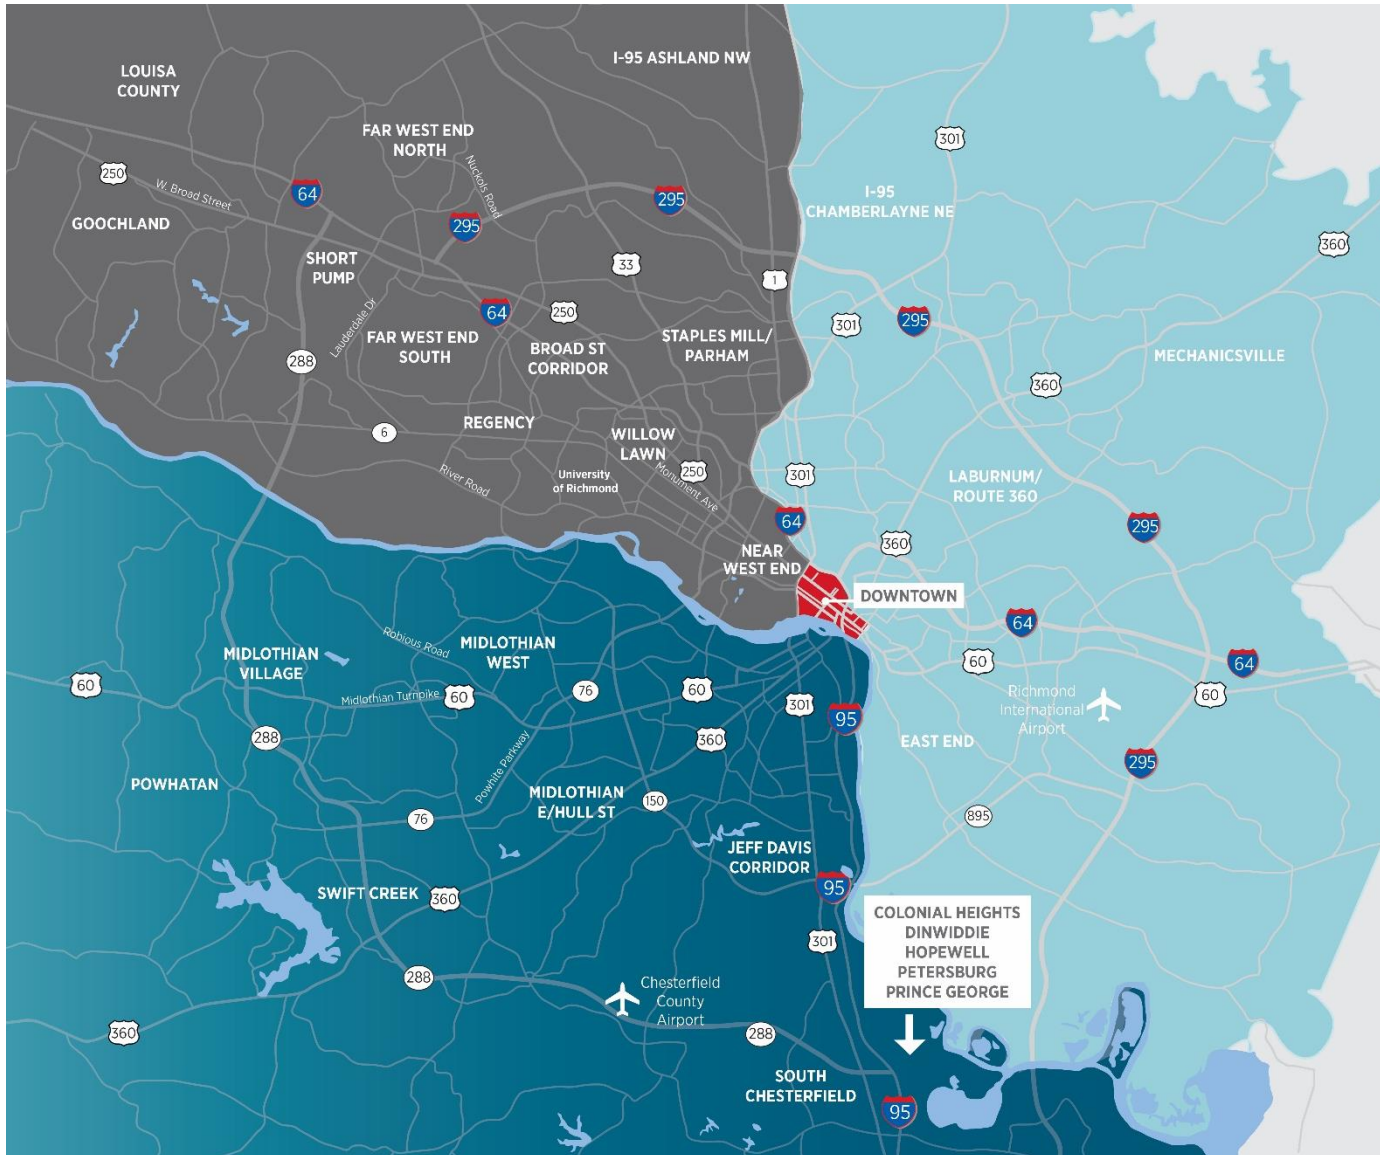 I-95 ASHLAND NW
LOUISA
COUNTY
FAR WEST END
NORTH
301
250
W. Broad Street
64
Nuckols Road
295
295
I-95
CHAMBERLAYNE NE
GOOCHLAND
360
SHORT
PUMP
33
1
64
250
301
295
Lauderdale Dr
FAR WEST END
SOUTH
BROAD ST
CORRIDOR
STAPLES MILL/
PARHAM
MECHANICSVILLE
288
360
6
REGENCY
WILLOW
LAWN
River Road
University
of Richmond
250
Monument Ave
301
LABURNUM/
ROUTE 360
64
295
360
NEAR
WEST END
DOWNTOWN
64
Robious Road
MIDLOTHIAN
WEST
MIDLOTHIAN
VILLAGE
60
64
60
Midlothian Turnpike
60
76
60
301
95
Richmond
International
Airport
60
288
360
EAST END
295
Powhite Parkway
POWHATAN
MIDLOTHIAN
E/HULL ST
150
76
895
JEFF DAVIS
CORRIDOR
SWIFT CREEK
360
95
COLONIAL HEIGHTS
DINWIDDIE
HOPEWELL
PETERSBURG
PRINCE GEORGE
301
288
Chesterfield
County
Airport
360
288
SOUTH
CHESTERFIELD
95